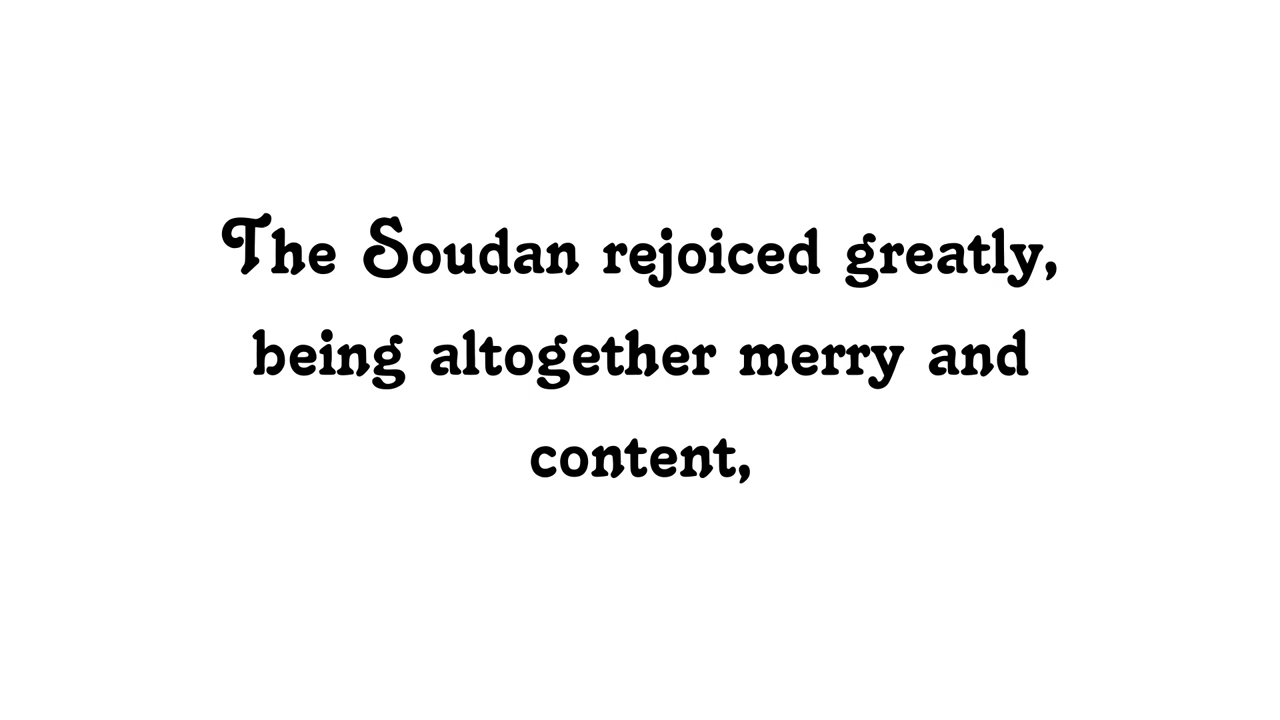 The Soudan rejoiced greatly,
being altogether merry and
content,